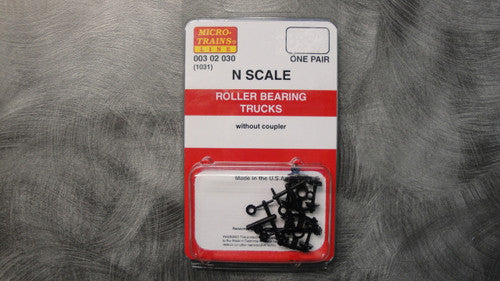 MICRO-
TRAINS®
LINE
003 02 030
(1031)
ONE PAIR
N SCALE
ROLLER BEARING
TRUCKS
without coupler
Made in the U.S.A.